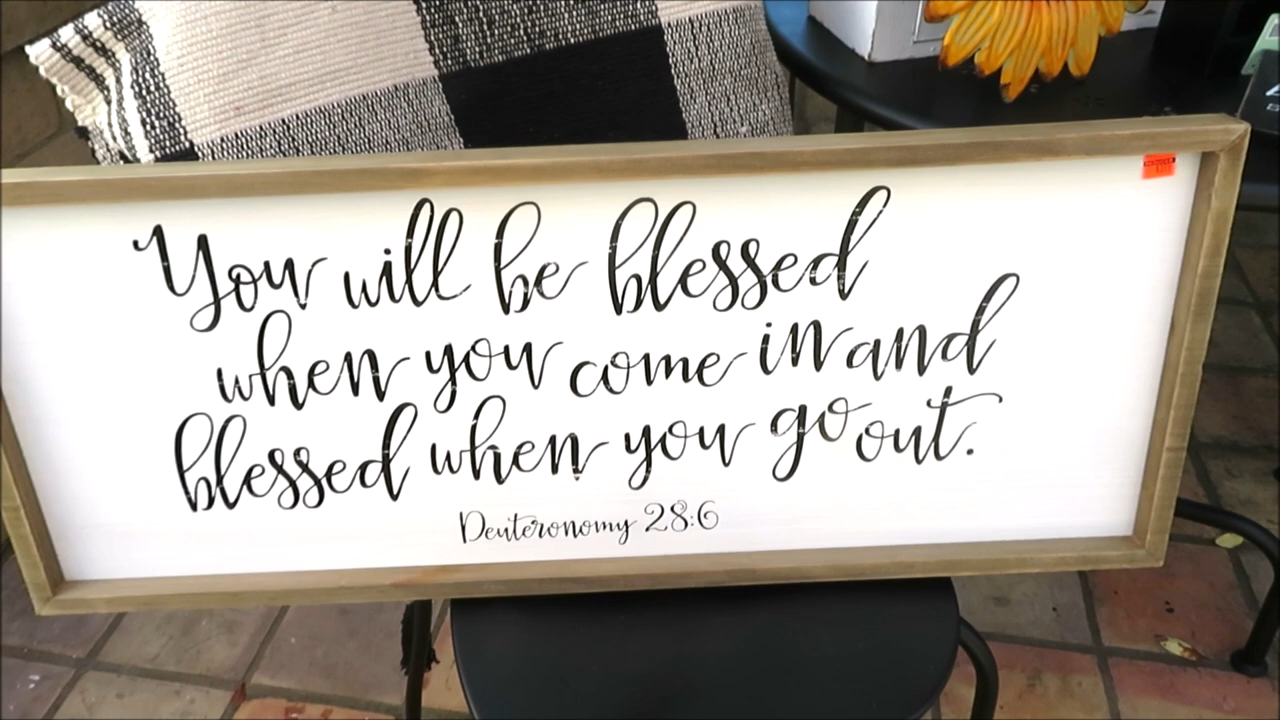 You will be blessed
when you come in and
blessed when you go out.
Deuteronomy 28:6